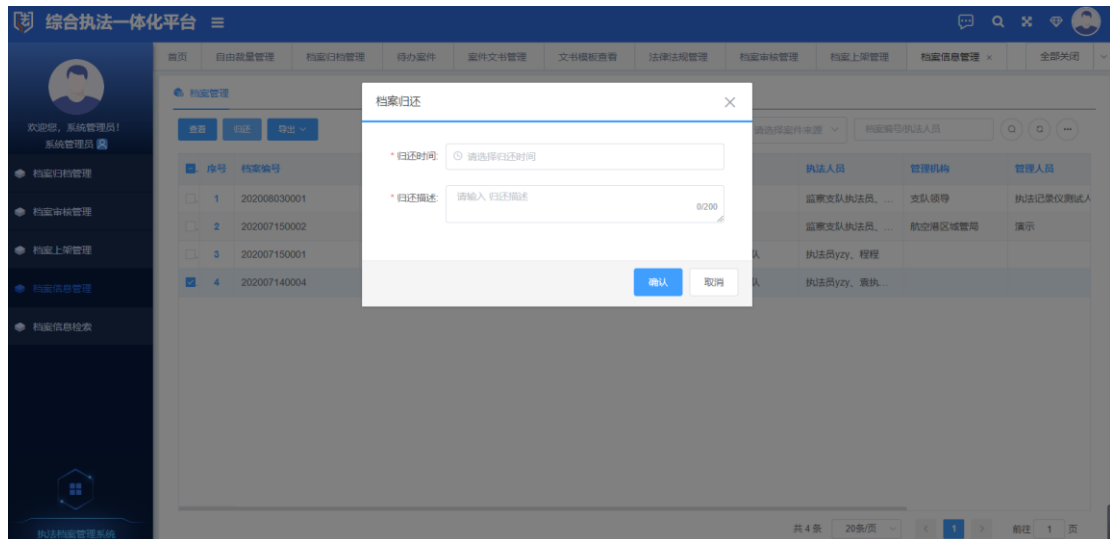 综合执法一体化平台
首页 自由裁量管理 档案归档管理 待办案件 案件文书管理 文书模板查看 法律法规管理 档案审核管理 档案上架管理 档案信息管理 × 全部关闭
欢迎您，系统管理员！
系统管理员
档案归档管理
档案审核管理
档案上架管理
档案信息管理
档案信息检索
执法档案管理系统
档案管理
查看 归还 导出 请选择案件来源 档案编号/执法人员
序号 档案编号 执法人员 管理机构 管理人员
1 202008030001 监察支队执法员、... 支队领导 执法记录仪测试人
2 202007150002 监察支队执法员、... 航空港区域管局 演示
3 202007150001 队 执法员yzy、程程
4 202007140004 队 执法员yzy、袁执...
档案归还
* 归还时间: 请选择归还时间
* 归还描述: 请输入 归还描述
0/200
确认 取消
共 4 条 20条/页 < 1 > 前往 1 页